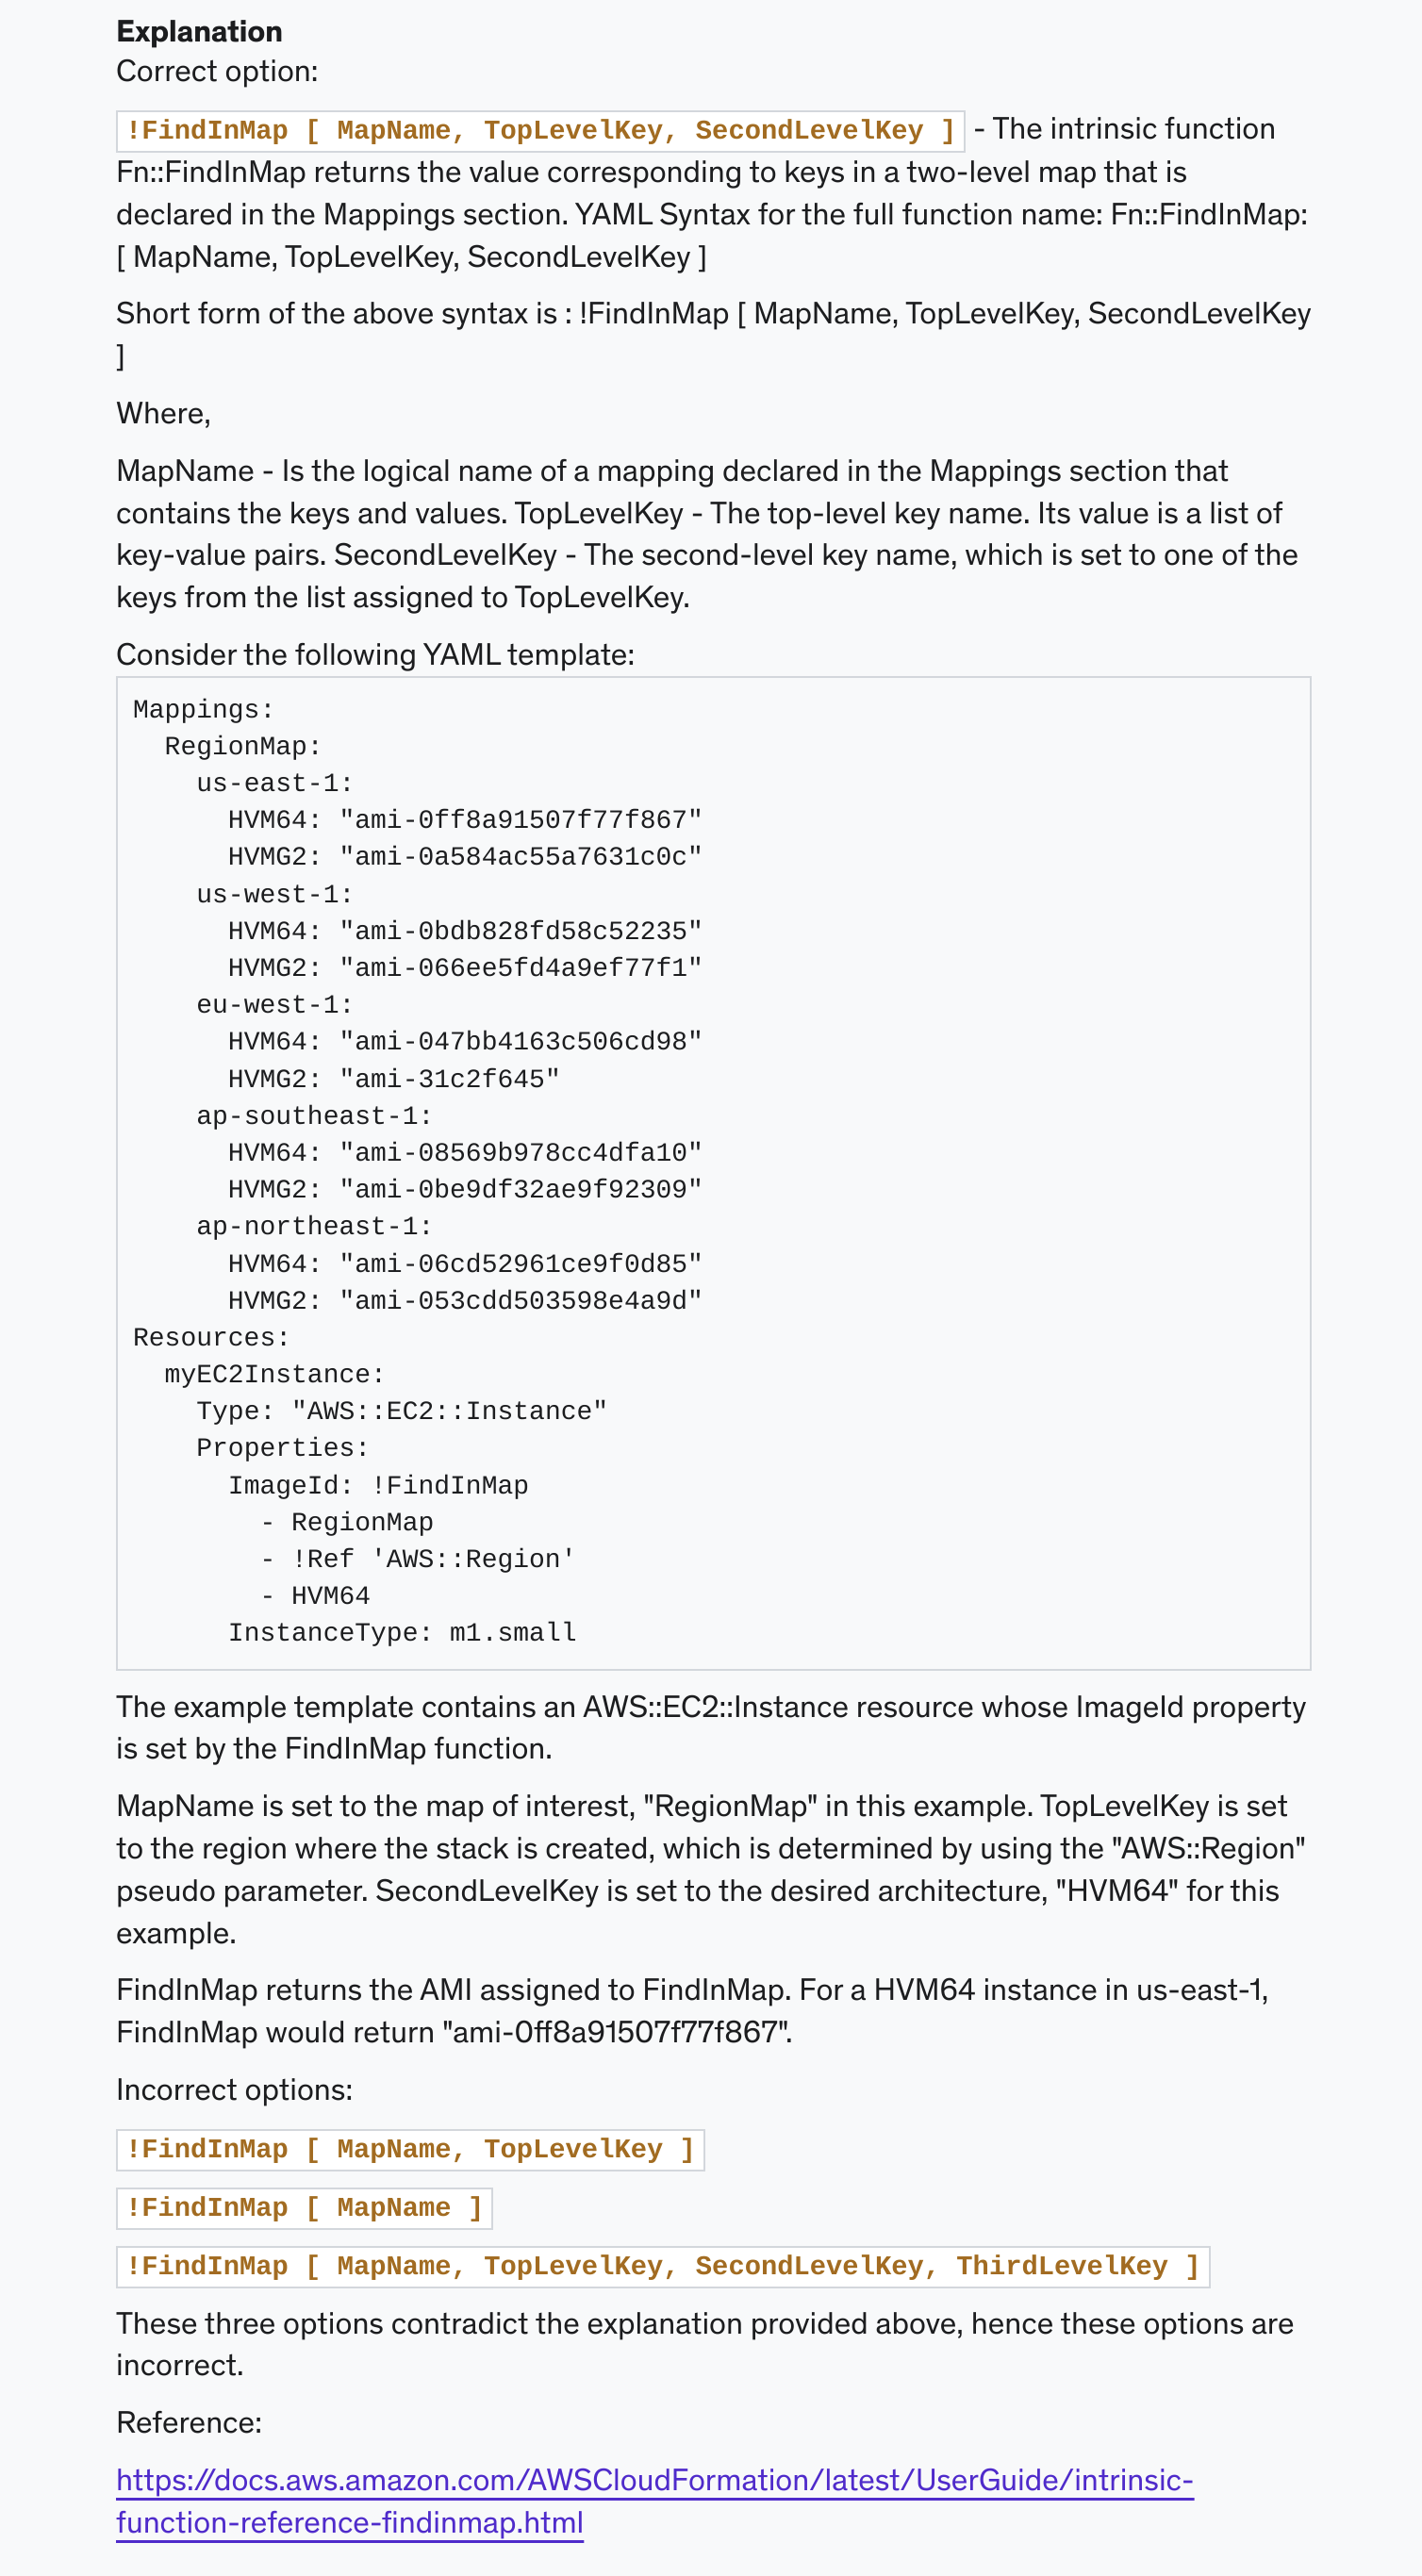 Explanation
Correct option:
!FindInMap [ MapName, TopLevelKey, SecondLevelKey ] - The intrinsic function
Fn::FindInMap returns the value corresponding to keys in a two-level map that is
declared in the Mappings section. YAML Syntax for the full function name: Fn::FindInMap:
[ MapName, TopLevelKey, SecondLevelKey ]
Short form of the above syntax is : !FindInMap [ MapName, TopLevelKey, SecondLevelKey
]
Where,
MapName - Is the logical name of a mapping declared in the Mappings section that
contains the keys and values. TopLevelKey - The top-level key name. Its value is a list of
key-value pairs. SecondLevelKey - The second-level key name, which is set to one of the
keys from the list assigned to TopLevelKey.
Consider the following YAML template:
Mappings:
  RegionMap:
    us-east-1:
      HVM64: "ami-0ff8a91507f77f867"
      HVMG2: "ami-0a584ac55a7631c0c"
    us-west-1:
      HVM64: "ami-0bdb828fd58c52235"
      HVMG2: "ami-066ee5fd4a9ef77f1"
    eu-west-1:
      HVM64: "ami-047bb4163c506cd98"
      HVMG2: "ami-31c2f645"
    ap-southeast-1:
      HVM64: "ami-08569b978cc4dfa10"
      HVMG2: "ami-0be9df32ae9f92309"
    ap-northeast-1:
      HVM64: "ami-06cd52961ce9f0d85"
      HVMG2: "ami-053cdd503598e4a9d"
Resources:
  myEC2Instance:
    Type: "AWS::EC2::Instance"
    Properties:
      ImageId: !FindInMap
        - RegionMap
        - !Ref 'AWS::Region'
        - HVM64
      InstanceType: m1.small
The example template contains an AWS::EC2::Instance resource whose ImageId property
is set by the FindInMap function.
MapName is set to the map of interest, "RegionMap" in this example. TopLevelKey is set
to the region where the stack is created, which is determined by using the "AWS::Region"
pseudo parameter. SecondLevelKey is set to the desired architecture, "HVM64" for this
example.
FindInMap returns the AMI assigned to FindInMap. For a HVM64 instance in us-east-1,
FindInMap would return "ami-0ff8a91507f77f867".
Incorrect options:
!FindInMap [ MapName, TopLevelKey ]
!FindInMap [ MapName ]
!FindInMap [ MapName, TopLevelKey, SecondLevelKey, ThirdLevelKey ]
These three options contradict the explanation provided above, hence these options are
incorrect.
Reference:
https://docs.aws.amazon.com/AWSCloudFormation/latest/UserGuide/intrinsic-
function-reference-findinmap.html